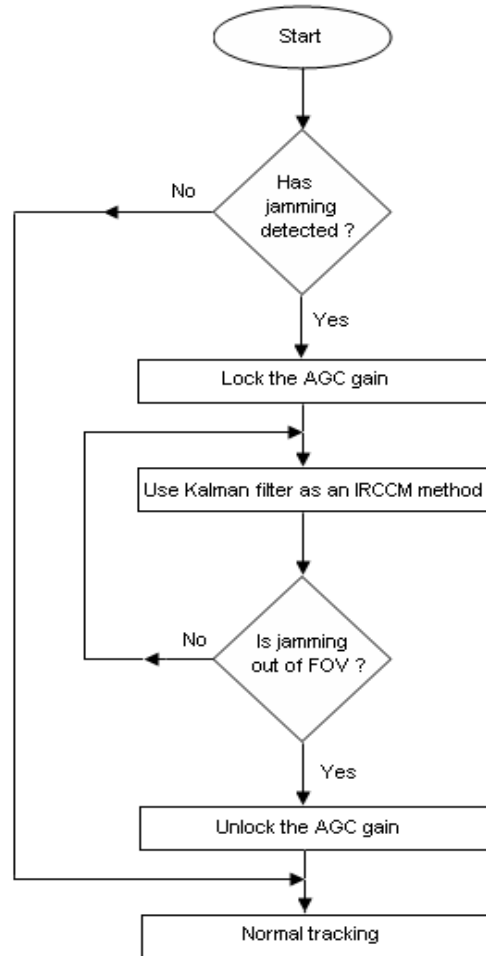 Start
Has
jamming
detected ?
No
Yes
Lock the AGC gain
Use Kalman filter as an IRCCM method
Is jamming
out of FOV ?
No
Yes
Unlock the AGC gain
Normal tracking